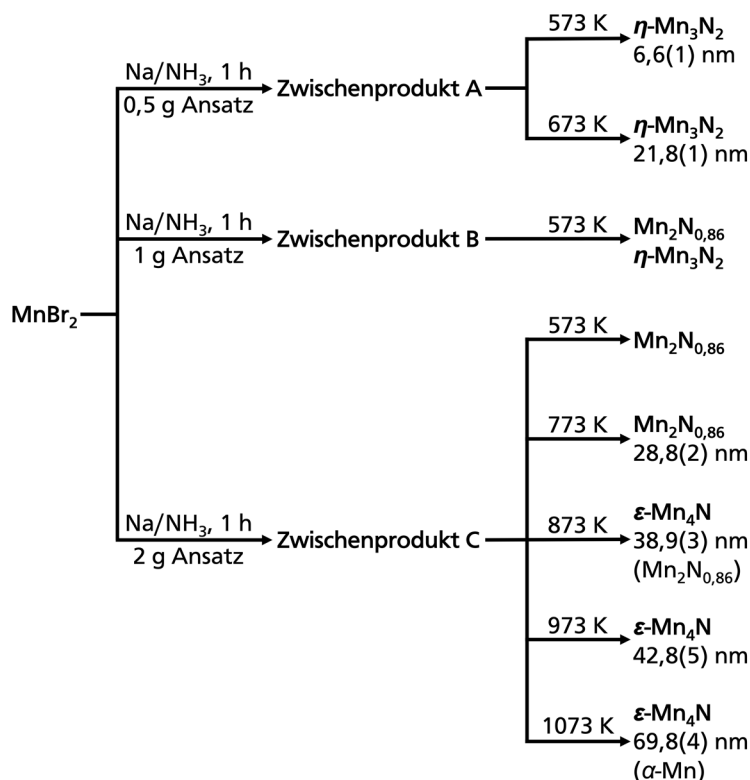 573 K
η-Mn₃N₂
6,6(1) nm
Na/NH₃, 1 h
0,5 g Ansatz
Zwischenprodukt A
673 K
η-Mn₃N₂
21,8(1) nm
Na/NH₃, 1 h
1 g Ansatz
Zwischenprodukt B
573 K
Mn₂N₀,₈₆
η-Mn₃N₂
MnBr₂
573 K
Mn₂N₀,₈₆
773 K
Mn₂N₀,₈₆
28,8(2) nm
Na/NH₃, 1 h
2 g Ansatz
Zwischenprodukt C
873 K
ε-Mn₄N
38,9(3) nm
(Mn₂N₀,₈₆)
973 K
ε-Mn₄N
42,8(5) nm
1073 K
ε-Mn₄N
69,8(4) nm
(α-Mn)